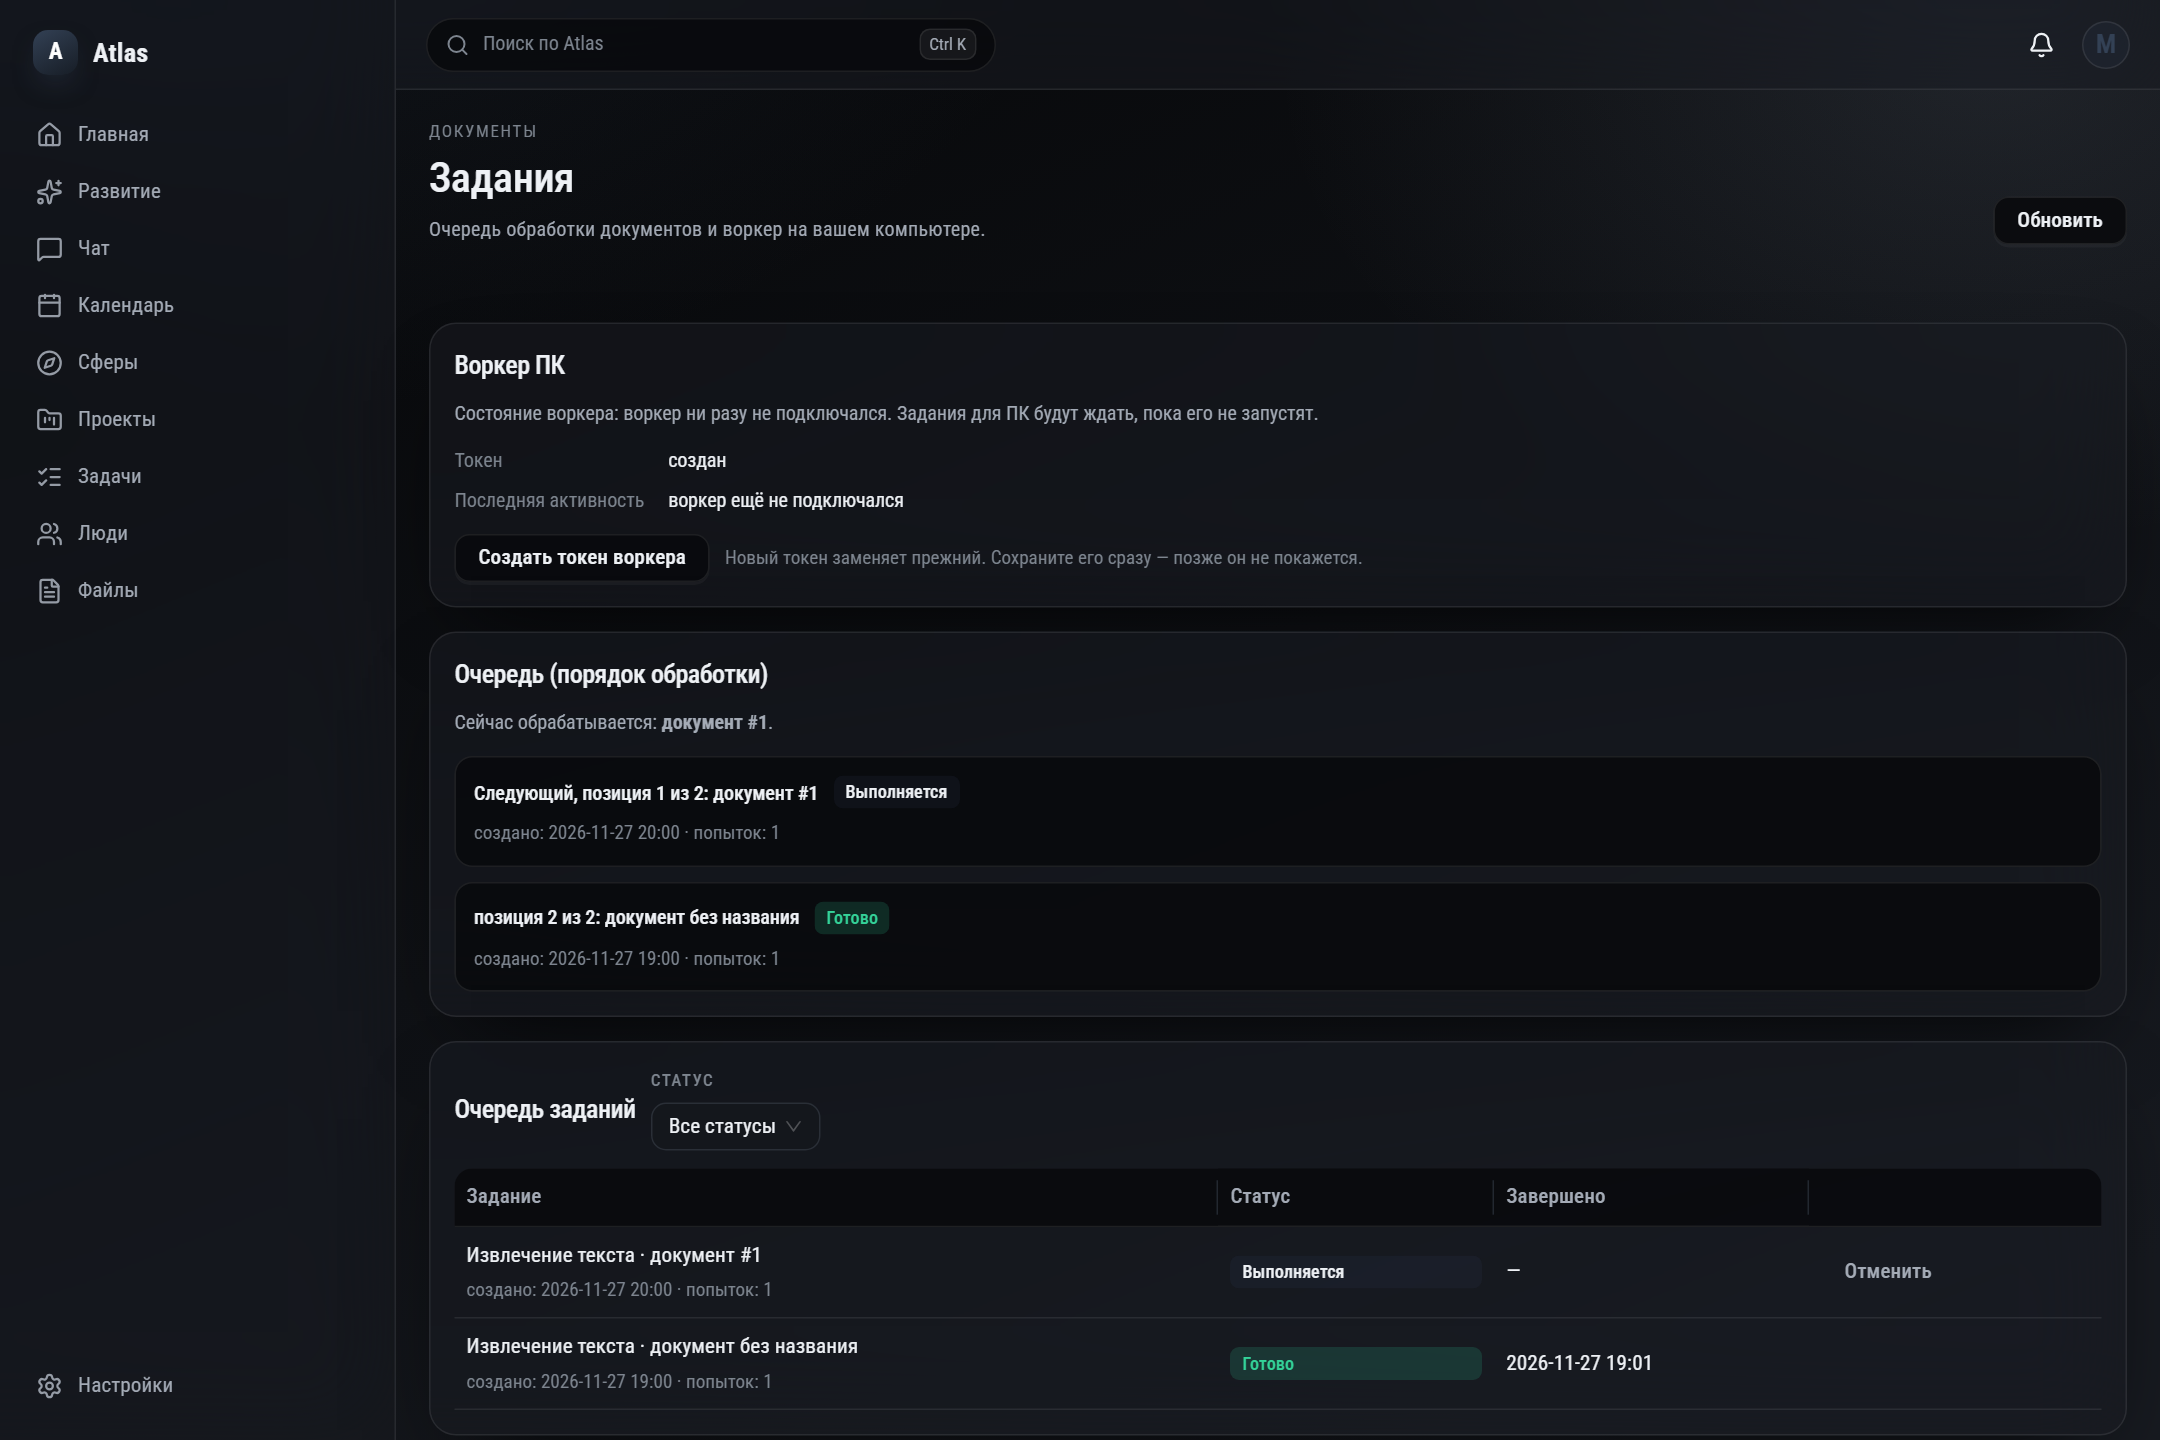 A Atlas
Поиск по Atlas
Ctrl K
M
Главная
Развитие
Чат
Календарь
Сферы
Проекты
Задачи
Люди
Файлы
Настройки
ДОКУМЕНТЫ
Задания
Очередь обработки документов и воркер на вашем компьютере.
Обновить
Воркер ПК
Состояние воркера: воркер ни разу не подключался. Задания для ПК будут ждать, пока его не запустят.
Токен создан
Последняя активность воркер ещё не подключался
Создать токен воркера Новый токен заменяет прежний. Сохраните его сразу — позже он не покажется.
Очередь (порядок обработки)
Сейчас обрабатывается: документ #1.
Следующий, позиция 1 из 2: документ #1 Выполняется
создано: 2026-11-27 20:00 · попыток: 1
позиция 2 из 2: документ без названия Готово
создано: 2026-11-27 19:00 · попыток: 1
СТАТУС
Очередь заданий Все статусы
Задание Статус Завершено
Извлечение текста · документ #1
создано: 2026-11-27 20:00 · попыток: 1
Выполняется — Отменить
Извлечение текста · документ без названия
создано: 2026-11-27 19:00 · попыток: 1
Готово 2026-11-27 19:01